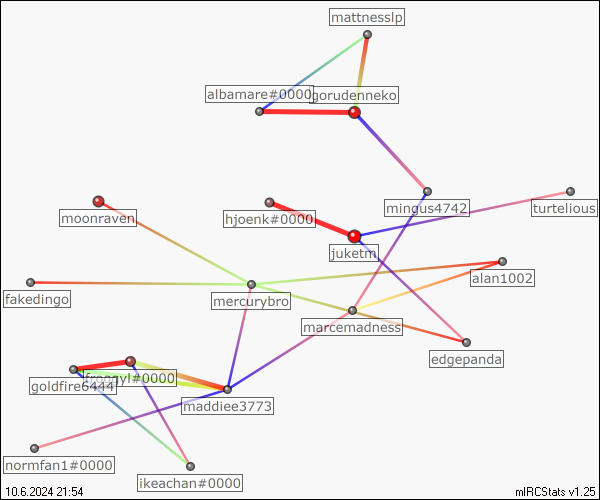 mattnesslp
albamare#0000
gorudenneko
mingus4742
turtelious
moonraven
hjoenk#0000
juketm
alan1002
fakedingo
mercurybro
marcemadness
edgepanda
froggyl#0000
goldfire6444
maddiee3773
normfan1#0000
ikeachan#0000
10.6.2024 21:54
mIRCStats v1.25